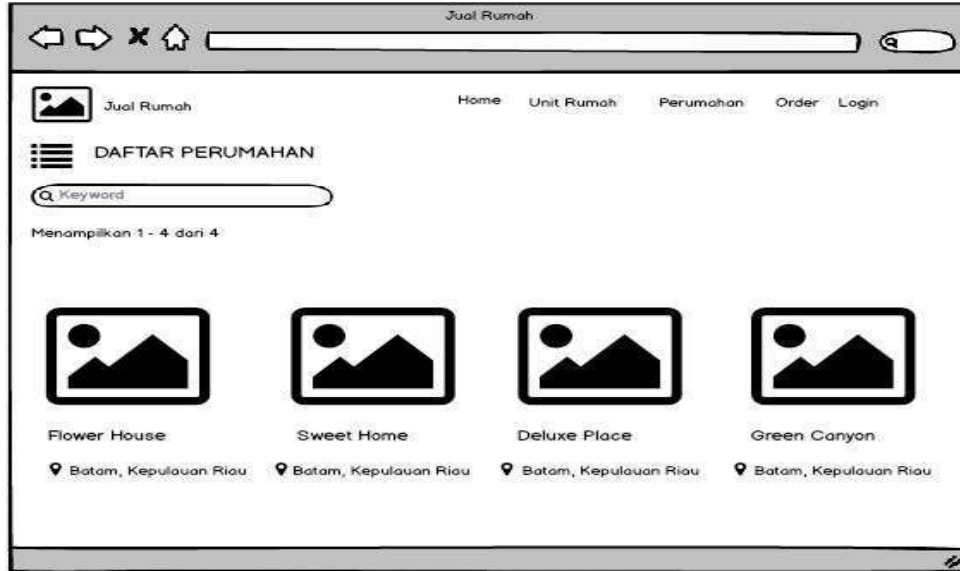 Jual Rumah
Jual Rumah
Home Unit Rumah Perumahan Order Login
DAFTAR PERUMAHAN
Keyword
Menampilkan 1 - 4 dari 4
Flower House Sweet Home Deluxe Place Green Canyon
Batam, Kepulauan Riau Batam, Kepulauan Riau Batam, Kepulauan Riau Batam, Kepulauan Riau